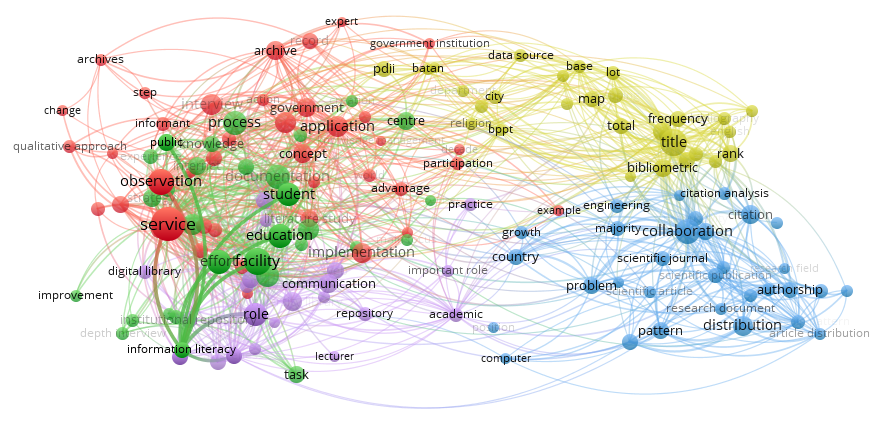 expert
record
archive
government institution
archives
data source
base
lot
pdii
batan
step
city
map
interview
action
government
change
informant
process
application
centre
religion
bppt
total
frequency
title
qualitative approach
public
knowledge
concept
participation
rank
bibliometric
observation
documentation
student
advantage
practice
example
engineering
citation analysis
service
literature study
education
growth
majority
collaboration
citation
effort
facility
implementation
digital library
communication
important role
country
scientific journal
scientific publication
problem
scientific article
authorship
improvement
institutional repository
role
repository
academic
position
research document
pattern
distribution
article distribution
depth interview
information literacy
lecturer
computer
task